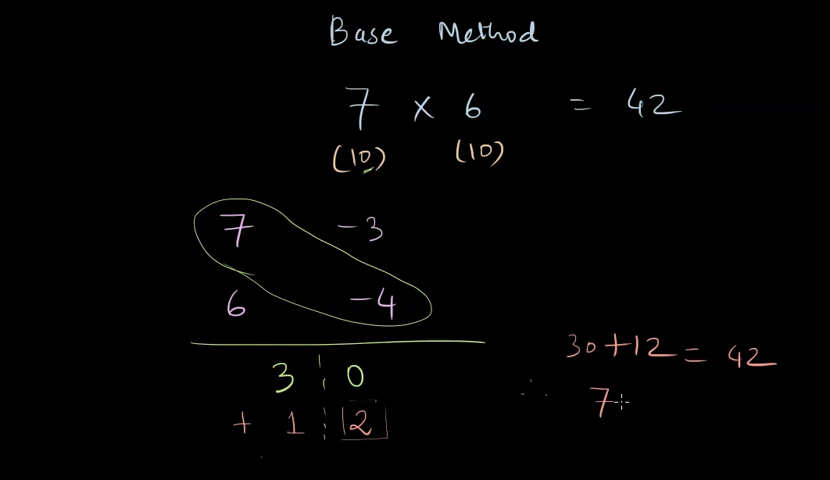 Base Method
7 × 6 = 42
(10) (10)
7 -3
6 -4
3 0
+ 1 2
30+12 = 42
∴ 7